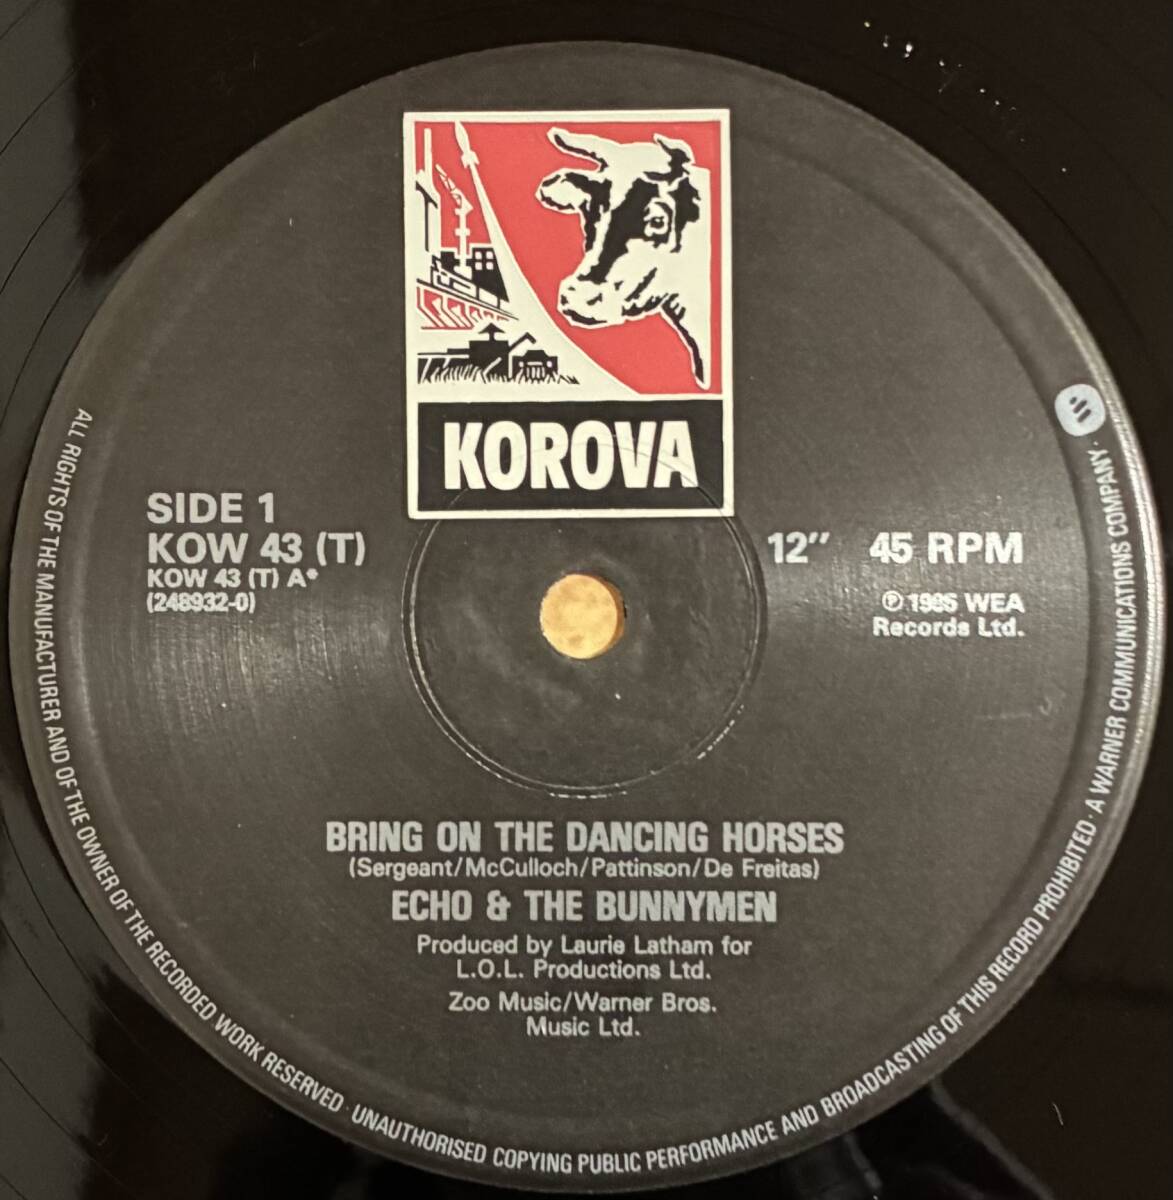 KOROVA
SIDE 1
KOW 43 (T)
KOW 43 (T) A*
(248932-0)
12″ 45 RPM
℗ 1985 WEA
Records Ltd.
BRING ON THE DANCING HORSES
(Sergeant/McCulloch/Pattinson/De Freitas)
ECHO & THE BUNNYMEN
Produced by Laurie Latham for
L.O.L. Productions Ltd.
Zoo Music/Warner Bros.
Music Ltd.
ALL RIGHTS OF THE MANUFACTURER AND OF THE OWNER OF THE RECORDED WORK RESERVED · UNAUTHORISED COPYING PUBLIC PERFORMANCE AND BROADCASTING OF THIS RECORD PROHIBITED · A WARNER COMMUNICATIONS COMPANY ·